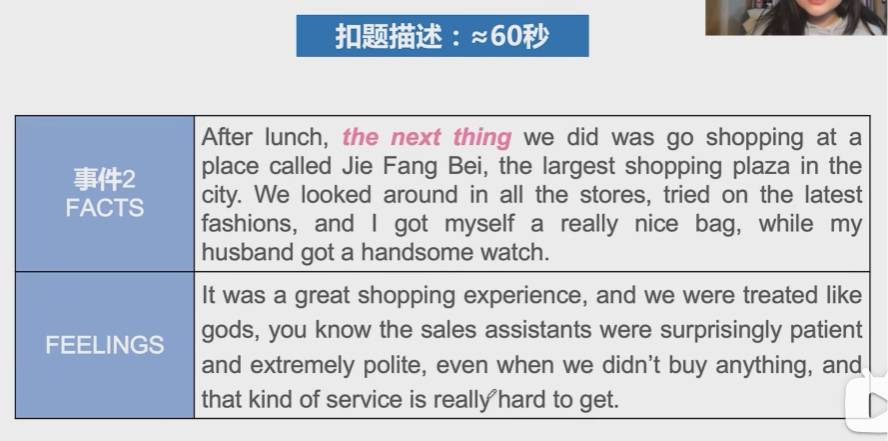 扣题描述：≈60秒
事件2
FACTS
After lunch, the next thing we did was go shopping at a
place called Jie Fang Bei, the largest shopping plaza in the
city. We looked around in all the stores, tried on the latest
fashions, and I got myself a really nice bag, while my
husband got a handsome watch.
FEELINGS
It was a great shopping experience, and we were treated like
gods, you know the sales assistants were surprisingly patient
and extremely polite, even when we didn’t buy anything, and
that kind of service is really hard to get.